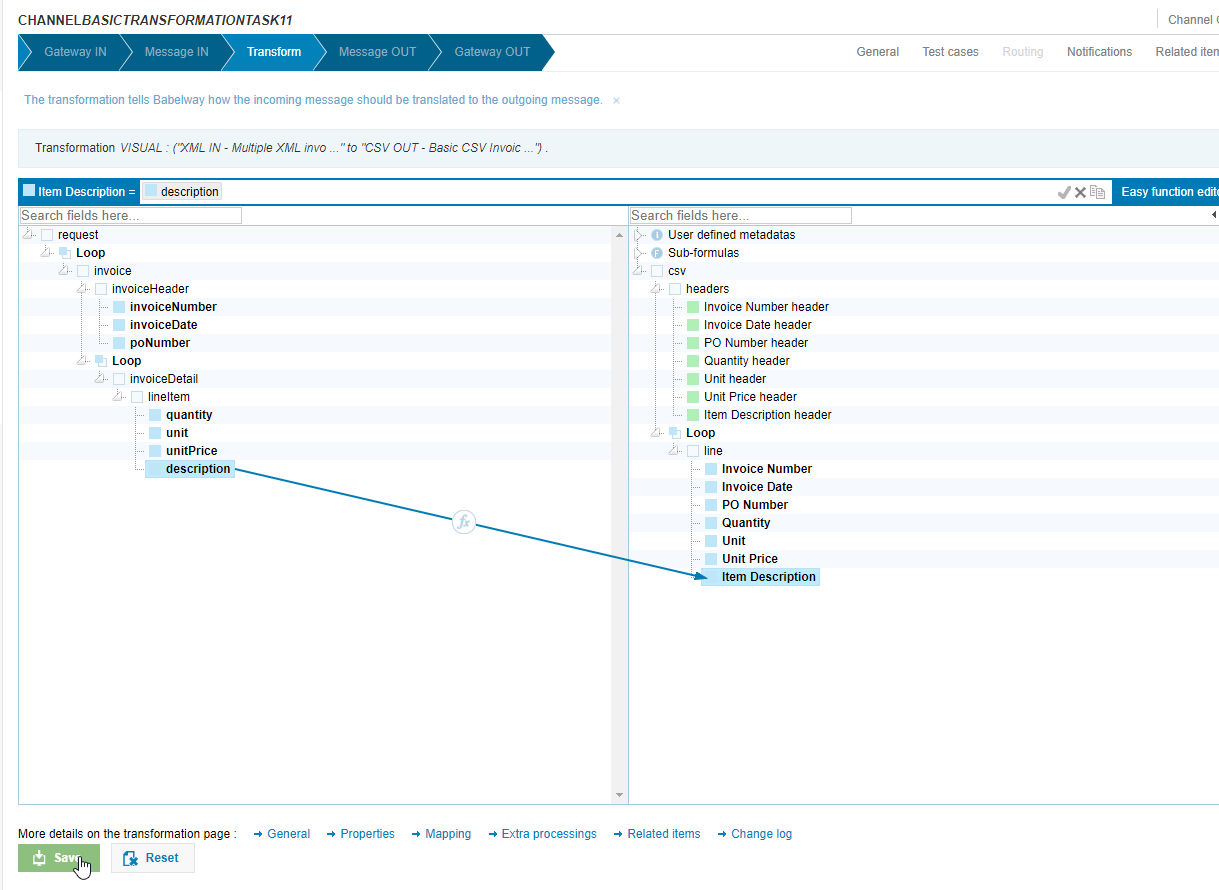 CHANNELBASICTRANSFORMATIONTASK11
Channel
Gateway IN Message IN Transform Message OUT Gateway OUT General Test cases Routing Notifications Related item
The transformation tells Babelway how the incoming message should be translated to the outgoing message. ×
Transformation VISUAL : ("XML IN - Multiple XML invo ..." to "CSV OUT - Basic CSV Invoic ...") .
Item Description = description Easy function edito
Search fields here...
request
Loop
invoice
invoiceHeader
invoiceNumber
invoiceDate
poNumber
Loop
invoiceDetail
lineItem
quantity
unit
unitPrice
description
fx
Search fields here...
I User defined metadatas
F Sub-formulas
csv
headers
Invoice Number header
Invoice Date header
PO Number header
Quantity header
Unit header
Unit Price header
Item Description header
Loop
line
Invoice Number
Invoice Date
PO Number
Quantity
Unit
Unit Price
Item Description
More details on the transformation page : → General → Properties → Mapping → Extra processings → Related items → Change log
Save Reset